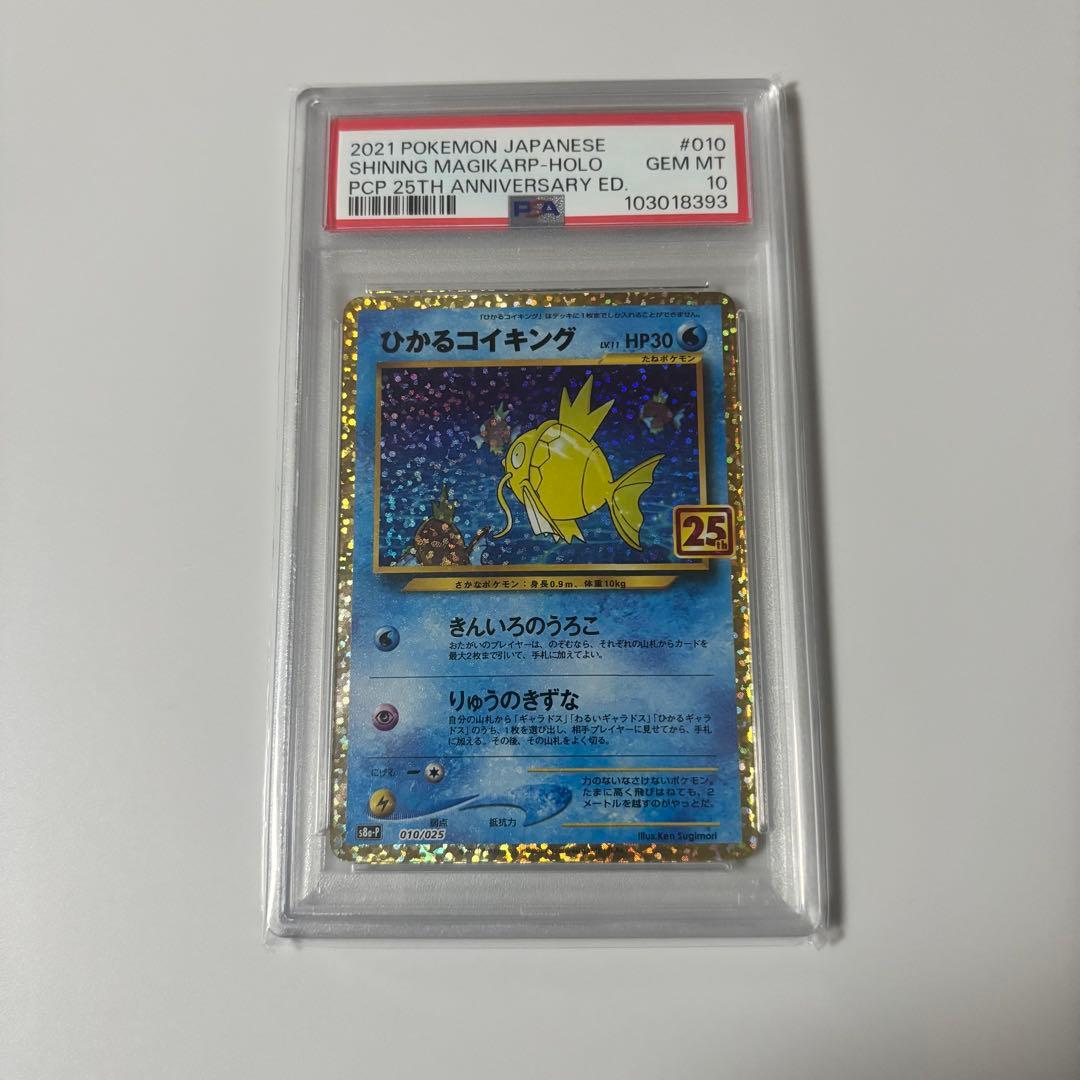 2021 POKEMON JAPANESE #010
SHINING MAGIKARP-HOLO GEM MT
PCP 25TH ANNIVERSARY ED. 10
PSA 103018393
「ひかるコイキング」はデッキに1枚までしか入れることができません。
ひかるコイキング LV.11 HP30
たねポケモン
25th
さかなポケモン：身長0.9m、体重10kg
きんいろのうろこ
おたがいのプレイヤーは、のぞむなら、それぞれの山札からカードを
最大2枚まで引いて、手札に加えてよい。
りゅうのきずな
自分の山札から「ギャラドス」「わるいギャラドス」「ひかるギャラ
ドス」のうち、1枚を選び出し、相手プレイヤーに見せてから、手札
に加える。その後、その山札をよく切る。
にげる
力のないなさけないポケモン。
たまに高く飛びはねても、2
メートルを越すのがやっとだ。
弱点 抵抗力
s8a-P 010/025
Illus.Ken Sugimori